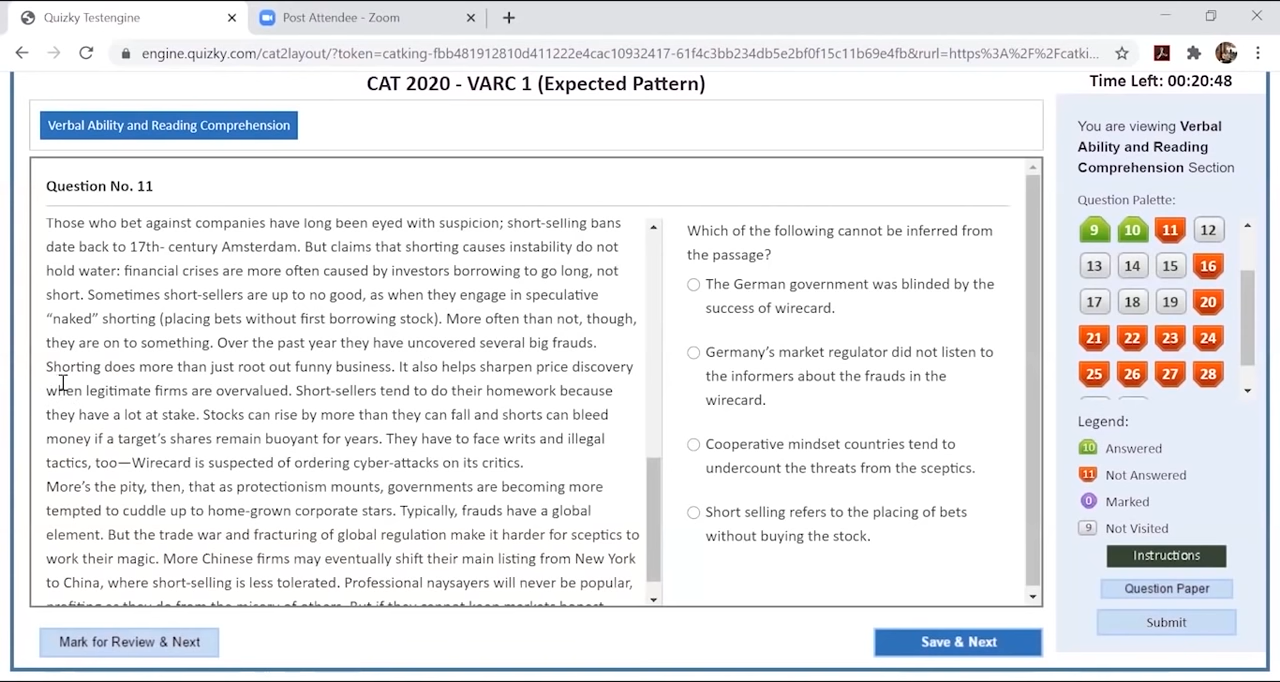 Quizky Testengine
Post Attendee - Zoom
engine.quizky.com/cat2layout/?token=catking-fbb481912810d411222e4cac10932417-61f4c3bb234db5e2bf0f15c11b69e4fb&rurl=https%3A%2F%2Fcatki...
CAT 2020 - VARC 1 (Expected Pattern)
Time Left: 00:20:48
Verbal Ability and Reading Comprehension
Question No. 11
Those who bet against companies have long been eyed with suspicion; short-selling bans
date back to 17th- century Amsterdam. But claims that shorting causes instability do not
hold water: financial crises are more often caused by investors borrowing to go long, not
short. Sometimes short-sellers are up to no good, as when they engage in speculative
“naked” shorting (placing bets without first borrowing stock). More often than not, though,
they are on to something. Over the past year they have unearthed several big frauds.
Shorting does more than just root out funny business. It also helps sharpen price discovery
when legitimate firms are overvalued. Short-sellers tend to do their homework because
they have a lot at stake. Stocks can rise by more than they can fall and shorts can bleed
money if a target’s shares remain buoyant for years. They have to face writs and illegal
tactics, too—Wirecard is suspected of ordering cyber-attacks on its critics.
More’s the pity, then, that as protectionism mounts, governments are becoming more
tempted to cuddle up to home-grown corporate stars. Typically, frauds have a global
element. But the trade war and fracturing of global regulation make it harder for sceptics to
work their magic. More Chinese firms may eventually shift their main listing from New York
to China, where short-selling is less tolerated. Professional naysayers will never be popular,
profiting as they do from the misery of others. But if they cannot keep markets honest,
Which of the following cannot be inferred from
the passage?
The German government was blinded by the
success of wirecard.
Germany’s market regulator did not listen to
the informers about the frauds in the
wirecard.
Cooperative mindset countries tend to
undercount the threats from the sceptics.
Short selling refers to the placing of bets
without buying the stock.
Mark for Review & Next
Save & Next
You are viewing Verbal
Ability and Reading
Comprehension Section
Question Palette:
9 10 11 12
13 14 15 16
17 18 19 20
21 22 23 24
25 26 27 28
Legend:
10 Answered
11 Not Answered
0 Marked
9 Not Visited
Instructions
Question Paper
Submit